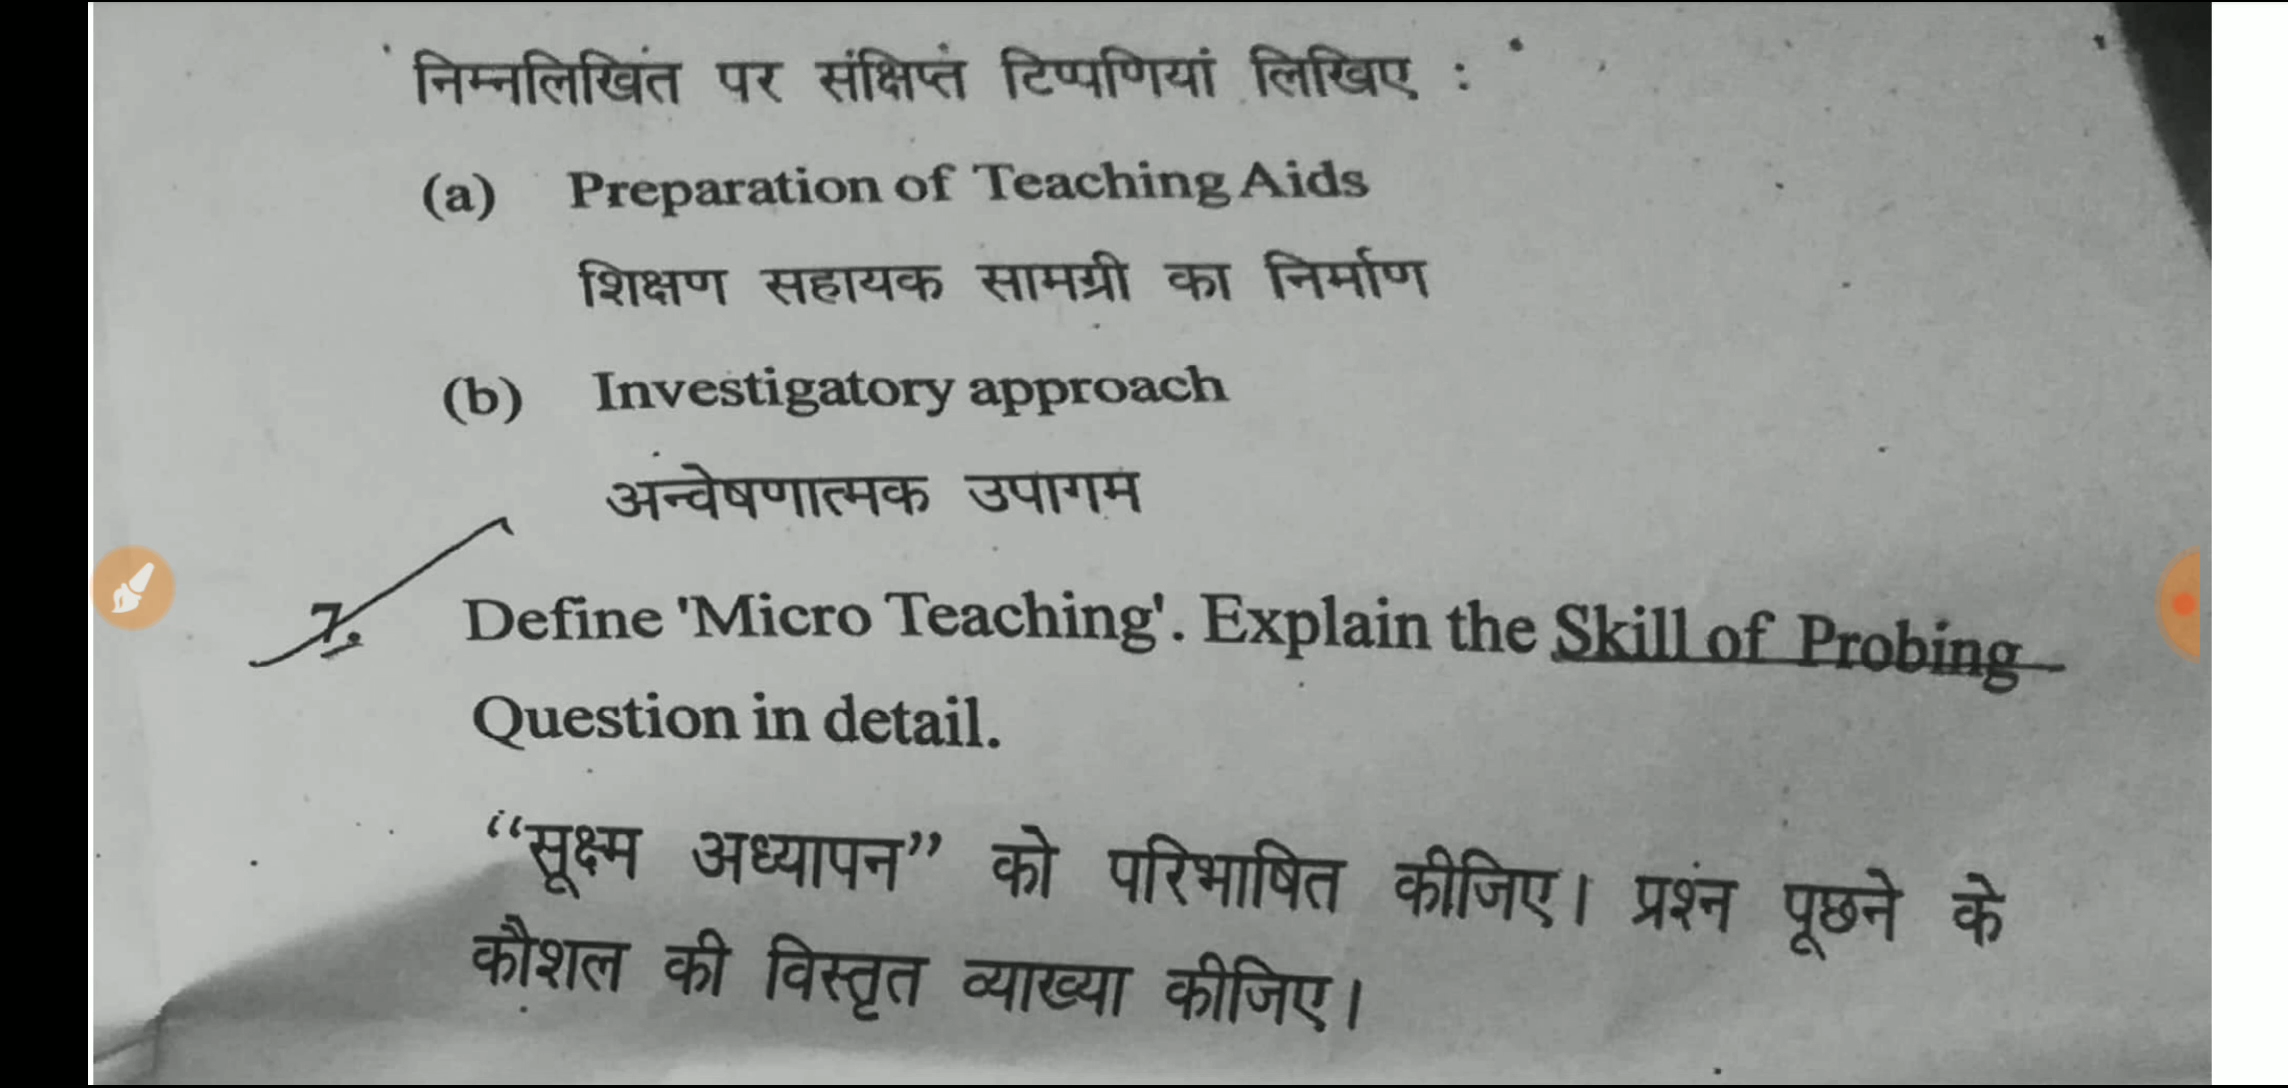 निम्नलिखित पर संक्षिप्त टिप्पणियां लिखिए :
(a) Preparation of Teaching Aids
शिक्षण सहायक सामग्री का निर्माण
(b) Investigatory approach
अन्वेषणात्मक उपागम
7. Define 'Micro Teaching'. Explain the Skill of Probing
Question in detail.
“सूक्ष्म अध्यापन” को परिभाषित कीजिए। प्रश्न पूछने के
कौशल की विस्तृत व्याख्या कीजिए।